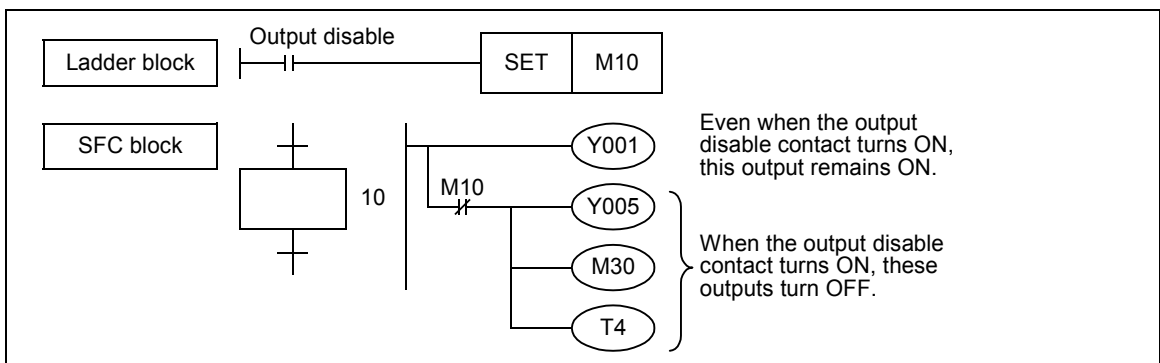 Output disable
Ladder block
SET M10
SFC block
10
M10
Y001
Y005
M30
T4
Even when the output
disable contact turns ON,
this output remains ON.
When the output disable
contact turns ON, these
outputs turn OFF.